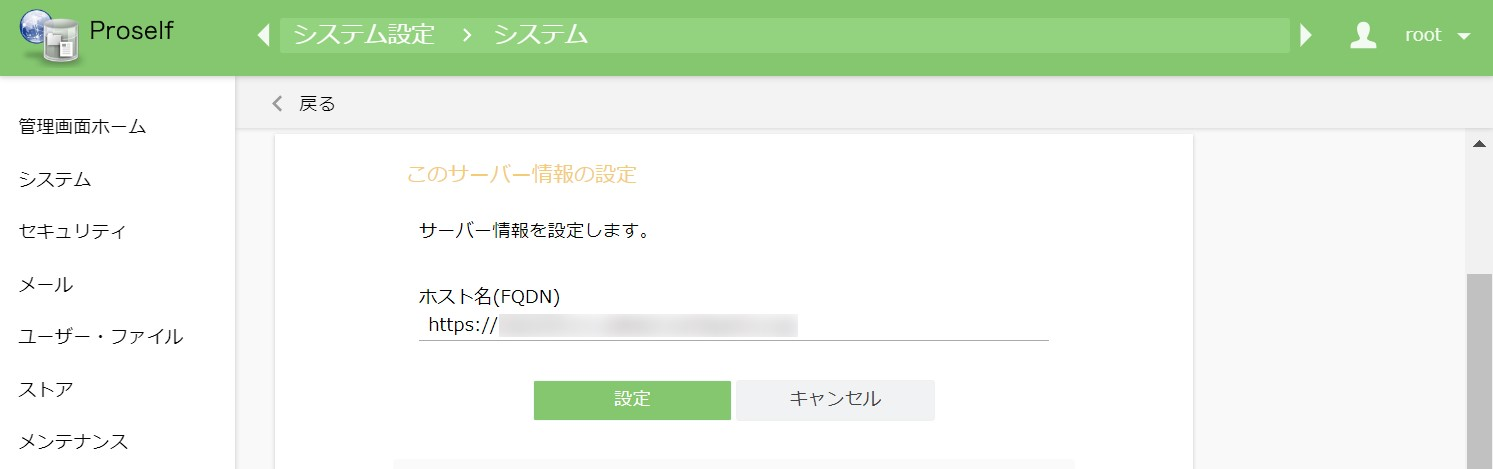 Proself
システム設定 > システム
root
戻る
管理画面ホーム
システム
セキュリティ
メール
ユーザー・ファイル
ストア
メンテナンス
このサーバー情報の設定
サーバー情報を設定します。
ホスト名(FQDN)
https://
設定
キャンセル